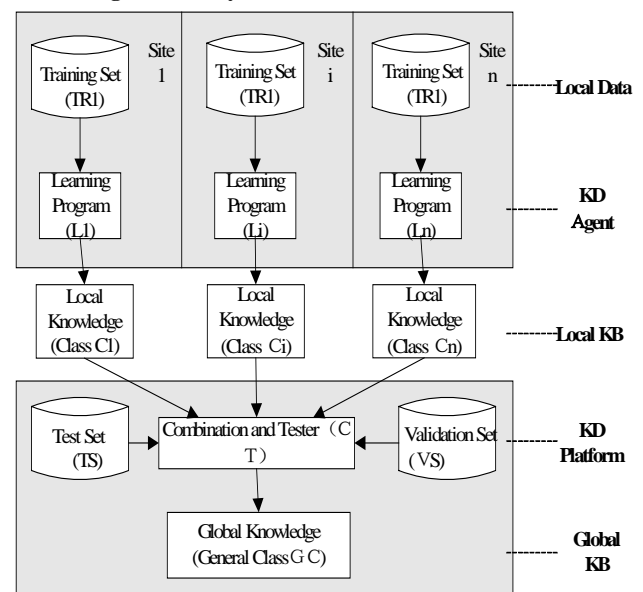 Site
1
Site
i
Site
n
Training Set
(TR1)
Training Set
(TR1)
Training Set
(TR1)
Local Data
Learning
Program
(L1)
Learning
Program
(Li)
Learning
Program
(Ln)
KD
Agent
Local
Knowledge
(Class C1)
Local
Knowledge
(Class Ci)
Local
Knowledge
(Class Cn)
Local KB
Test Set
(TS)
Combination and Tester（C
T）
Validation Set
(VS)
KD
Platform
Global Knowledge
(General Class GC)
Global
KB